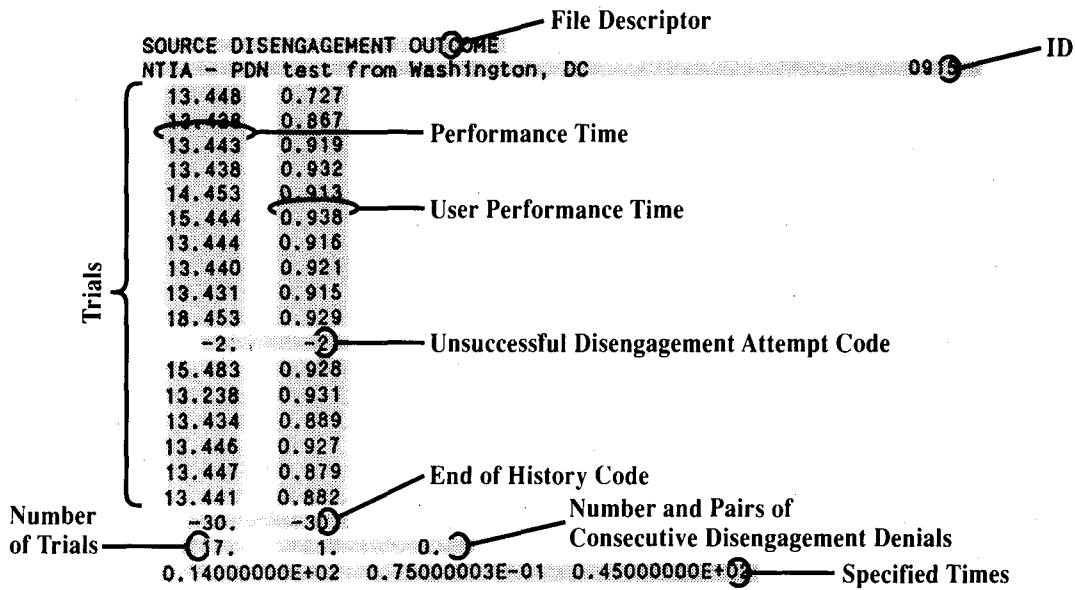 File Descriptor
SOURCE DISENGAGEMENT OUTCOME
ID
NTIA - PDN test from Washington, DC 0915
13.448 0.727
13.438 0.867
Performance Time
13.443 0.919
13.438 0.932
14.453 0.913
User Performance Time
15.444 0.938
13.444 0.916
13.440 0.921
Trials
13.431 0.915
18.453 0.929
-2. -2. Unsuccessful Disengagement Attempt Code
15.483 0.928
13.238 0.931
13.434 0.889
13.446 0.927
13.447 0.879
End of History Code
13.441 0.882
Number
of Trials
-30. -30.
Number and Pairs of
Consecutive Disengagement Denials
17. 1. 0.
0.14000000E+02 0.75000003E-01 0.45000000E+02
Specified Times